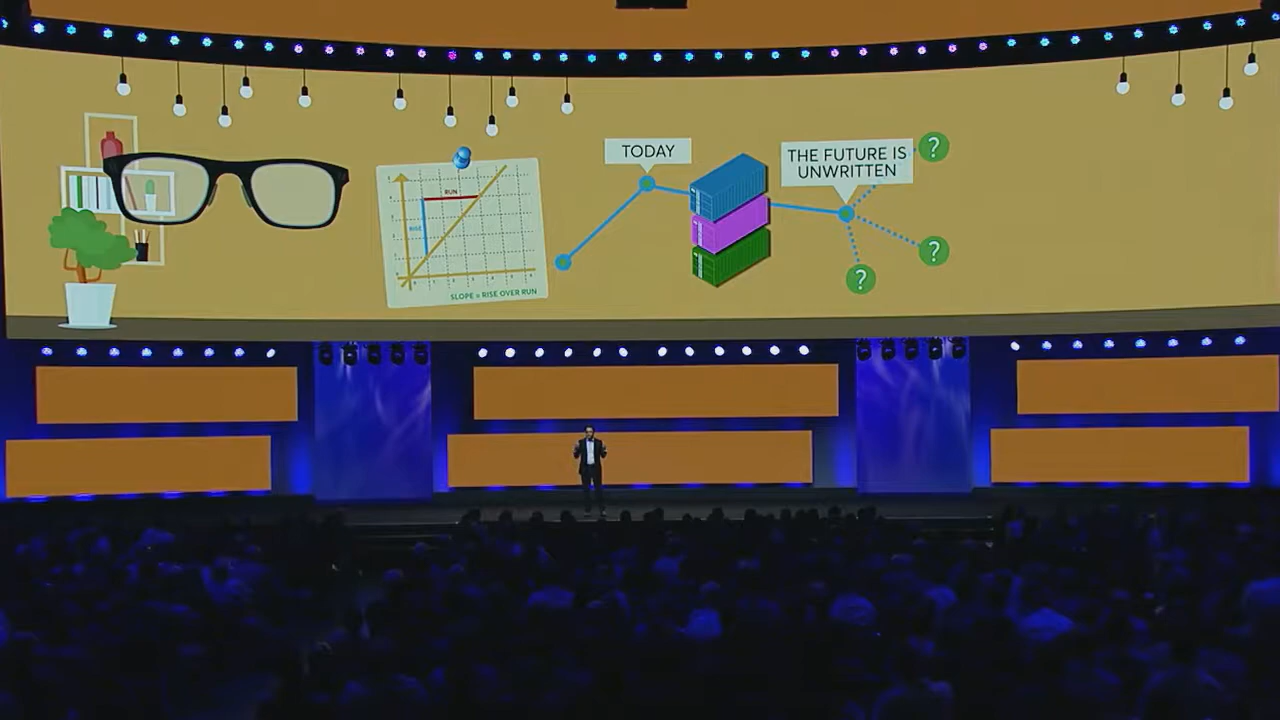 RUN
RISE
SLOPE = RISE OVER RUN
TODAY
THE FUTURE IS
UNWRITTEN
?
?
?